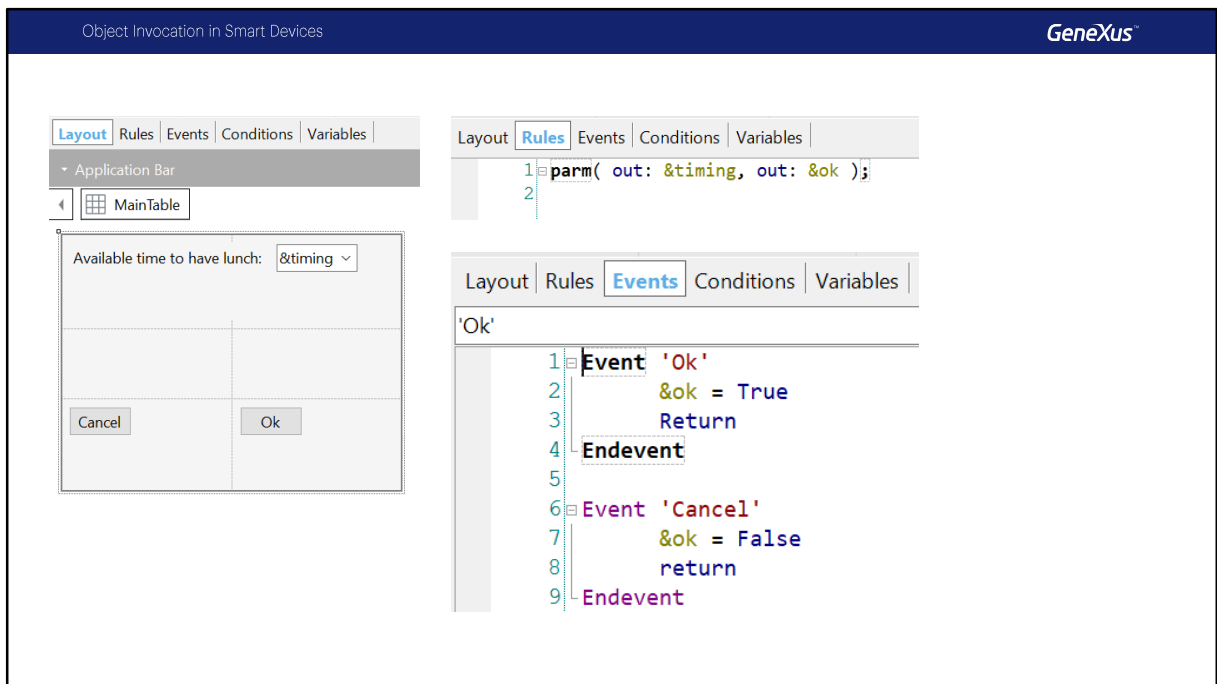 Object Invocation in Smart Devices
GeneXus™
Layout Rules Events Conditions Variables
Application Bar
MainTable
Available time to have lunch: &timing
Cancel Ok
Layout Rules Events Conditions Variables
1 parm( out: &timing, out: &ok );
2
Layout Rules Events Conditions Variables
'Ok'
1 Event 'Ok'
2 &ok = True
3 Return
4 Endevent
5
6 Event 'Cancel'
7 &ok = False
8 return
9 Endevent